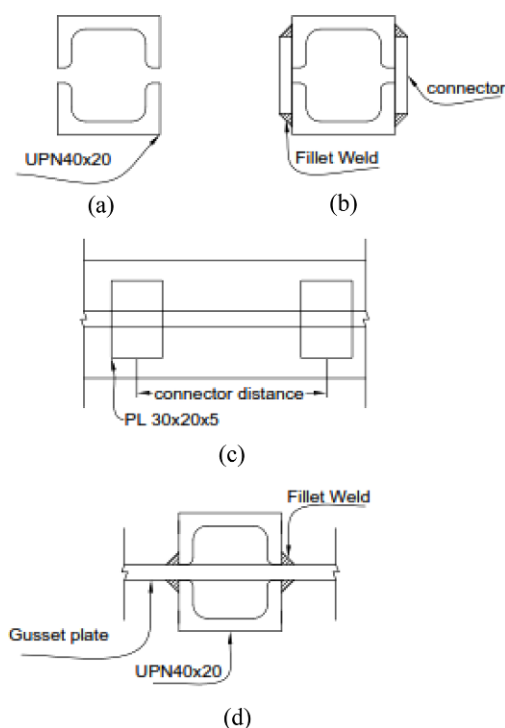 UPN40x20
(a)
connector
Fillet Weld
(b)
connector distance
PL 30x20x5
(c)
Fillet Weld
Gusset plate
UPN40x20
(d)